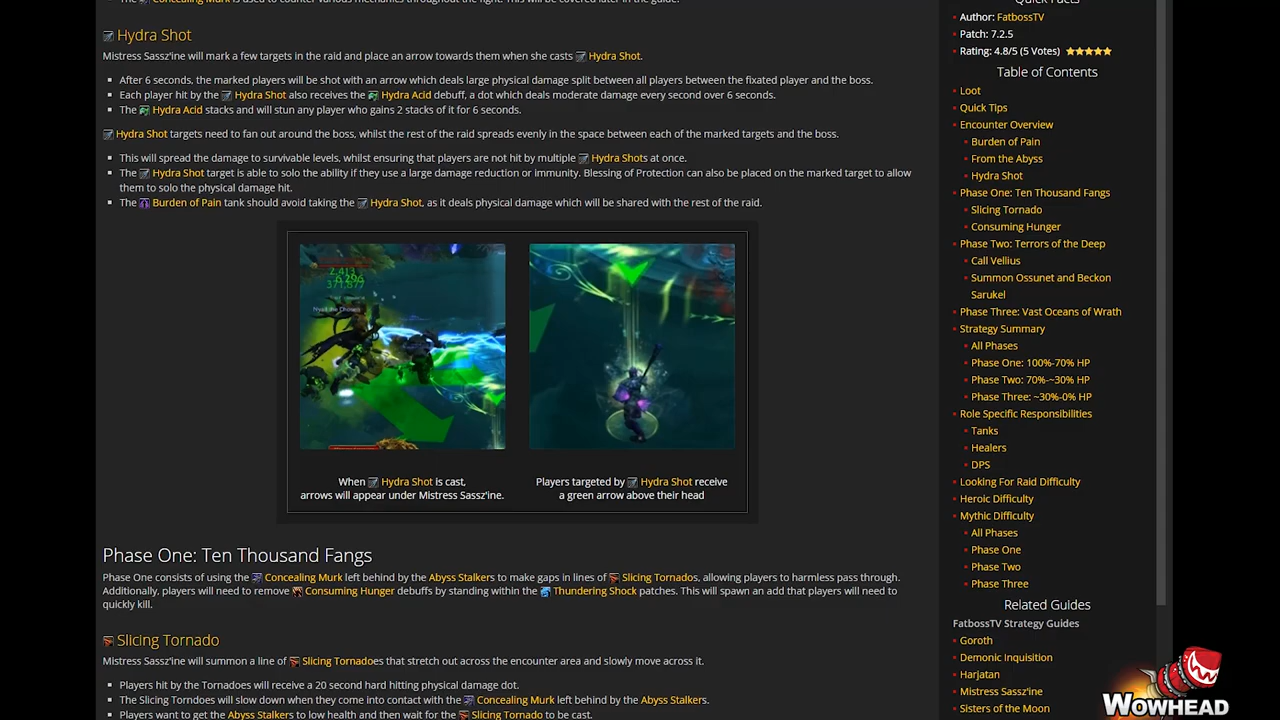 The Concealing Murk is used to counter various mechanics throughout the fight. This will be covered later in the guide.
Hydra Shot
Mistress Sassz'ine will mark a few targets in the raid and place an arrow towards them when she casts Hydra Shot.
After 6 seconds, the marked players will be shot with an arrow which deals large physical damage split between all players between the fixated player and the boss.
Each player hit by the Hydra Shot also receives the Hydra Acid debuff, a dot which deals moderate damage every second over 6 seconds.
The Hydra Acid stacks and will stun any player who gains 2 stacks of it for 6 seconds.
Hydra Shot targets need to fan out around the boss, whilst the rest of the raid spreads evenly in the space between each of the marked targets and the boss.
This will spread the damage to survivable levels, whilst ensuring that players are not hit by multiple Hydra Shots at once.
The Hydra Shot target is able to solo the ability if they use a large damage reduction or immunity. Blessing of Protection can also be placed on the marked target to allow
them to solo the physical damage hit.
The Burden of Pain tank should avoid taking the Hydra Shot, as it deals physical damage which will be shared with the rest of the raid.
2,413
6,296
When Hydra Shot is cast,
arrows will appear under Mistress Sassz'ine.
Players targeted by Hydra Shot receive
a green arrow above their head
Phase One: Ten Thousand Fangs
Phase One consists of using the Concealing Murk left behind by the Abyss Stalkers to make gaps in lines of Slicing Tornados, allowing players to harmless pass through.
Additionally, players will need to remove Consuming Hunger debuffs by standing within the Thundering Shock patches. This will spawn an add that players will need to
quickly kill.
Slicing Tornado
Mistress Sassz'ine will summon a line of Slicing Tornadoes that stretch out across the encounter area and slowly move across it.
Players hit by the Tornadoes will receive a 20 second hard hitting physical damage dot.
The Slicing Torndoes will slow down when they come into contact with the Concealing Murk left behind by the Abyss Stalkers.
Players want to get the Abyss Stalkers to low health and then wait for the Slicing Tornado to be cast.
Quick Facts
Author: FatbossTV
Patch: 7.2.5
Rating: 4.8/5 (5 Votes)
Table of Contents
Loot
Quick Tips
Encounter Overview
Burden of Pain
From the Abyss
Hydra Shot
Phase One: Ten Thousand Fangs
Slicing Tornado
Consuming Hunger
Phase Two: Terrors of the Deep
Call Vellius
Summon Ossunet and Beckon
Sarukel
Phase Three: Vast Oceans of Wrath
Strategy Summary
All Phases
Phase One: 100%-70% HP
Phase Two: 70%-~30% HP
Phase Three: ~30%-0% HP
Role Specific Responsibilities
Tanks
Healers
DPS
Looking For Raid Difficulty
Heroic Difficulty
Mythic Difficulty
All Phases
Phase One
Phase Two
Phase Three
Related Guides
FatbossTV Strategy Guides
Goroth
Demonic Inquisition
Harjatan
Mistress Sassz'ine
Sisters of the Moon
WOWHEAD